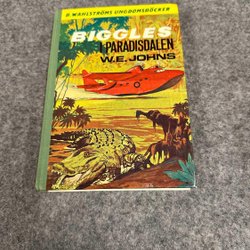 B. WAHLSTRÖMS UNGDOMSBÖCKER
BIGGLES
I PARADISDALEN
W.E. JOHNS